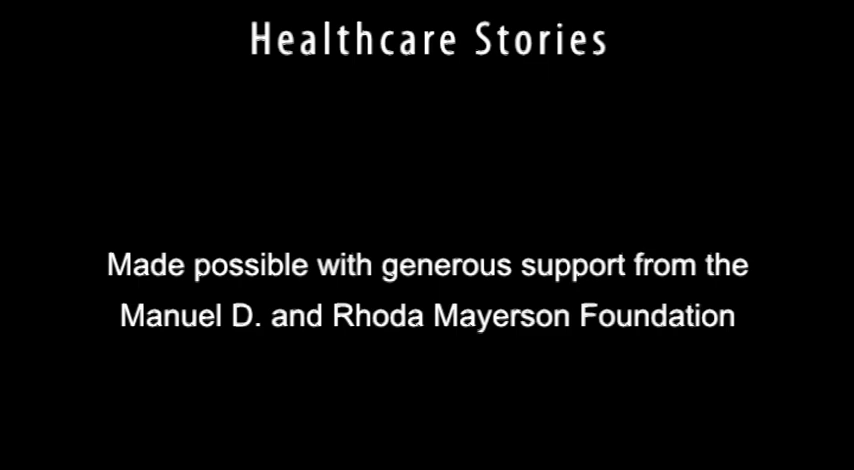 Healthcare Stories
Made possible with generous support from the
Manuel D. and Rhoda Mayerson Foundation